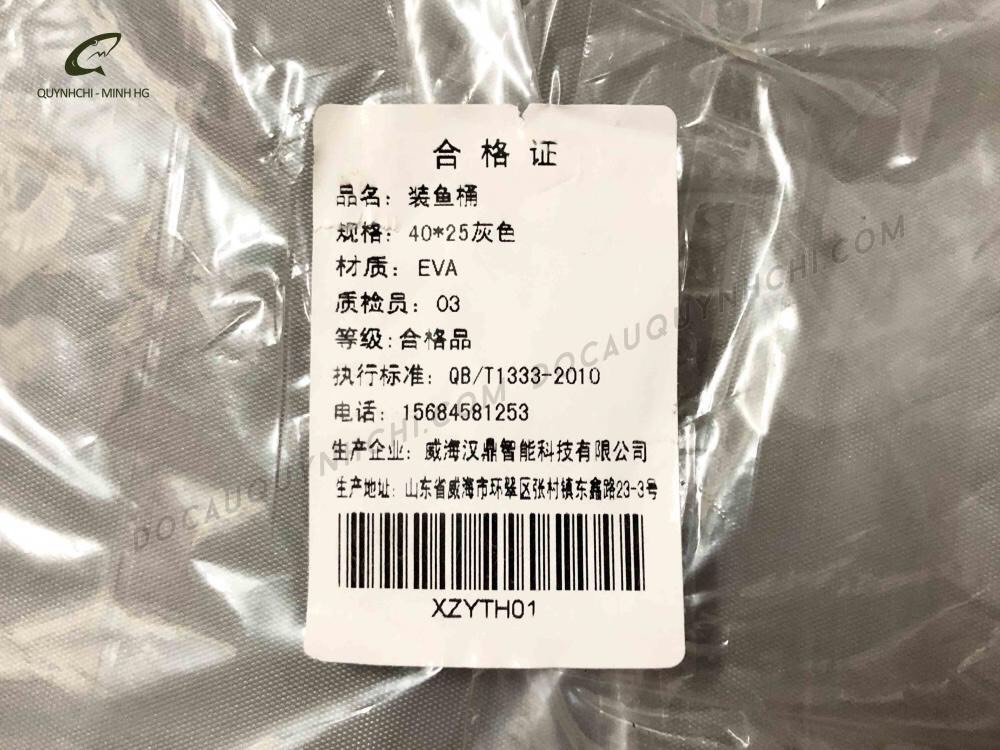 QUYNHCHI - MINH HG
合格证
品名：装鱼桶
规格：40*25灰色
材质：EVA
质检员：03
等级:合格品
执行标准：QB/T1333-2010
电话：15684581253
生产企业：威海汉鼎智能科技有限公司
生产地址：山东省威海市环翠区张村镇东鑫路23-3号
XZYTH01
DOCAUQUYNHCHI.COM DOCAUQUYNHCHI.COM